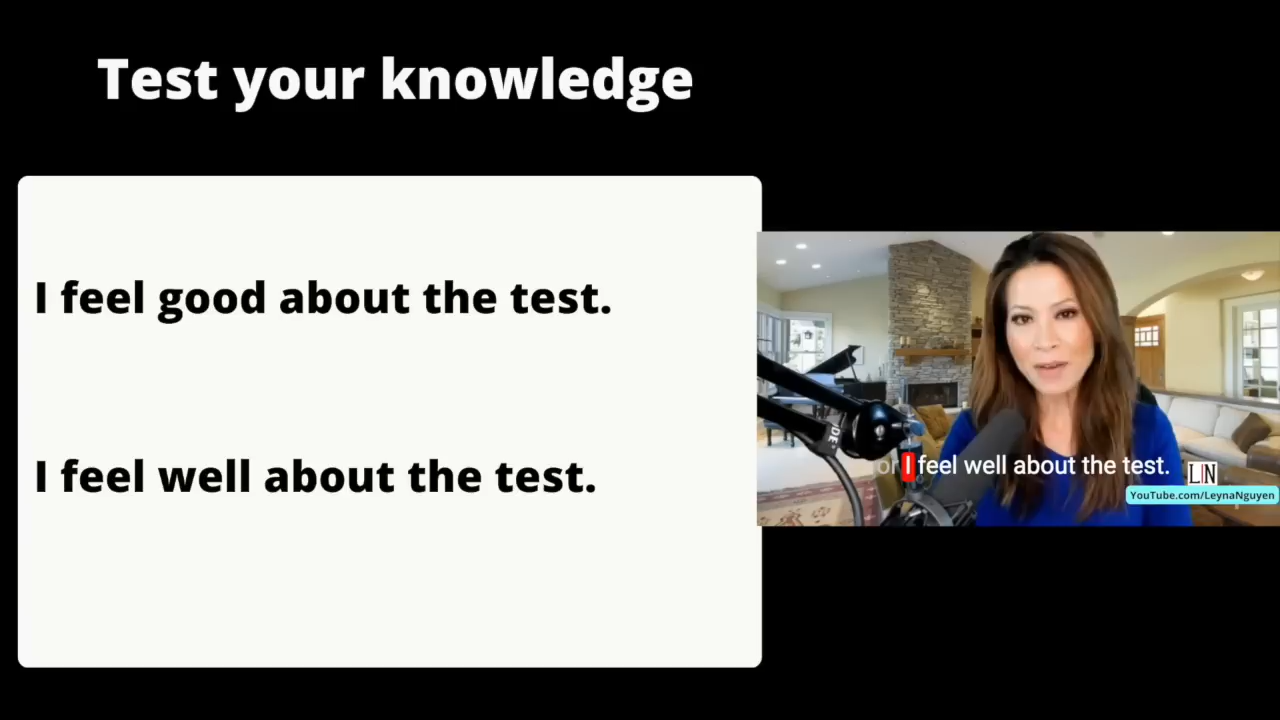 Test your knowledge
I feel good about the test.
I feel well about the test.
or I feel well about the test.
LN
YouTube.com/LeynaNguyen